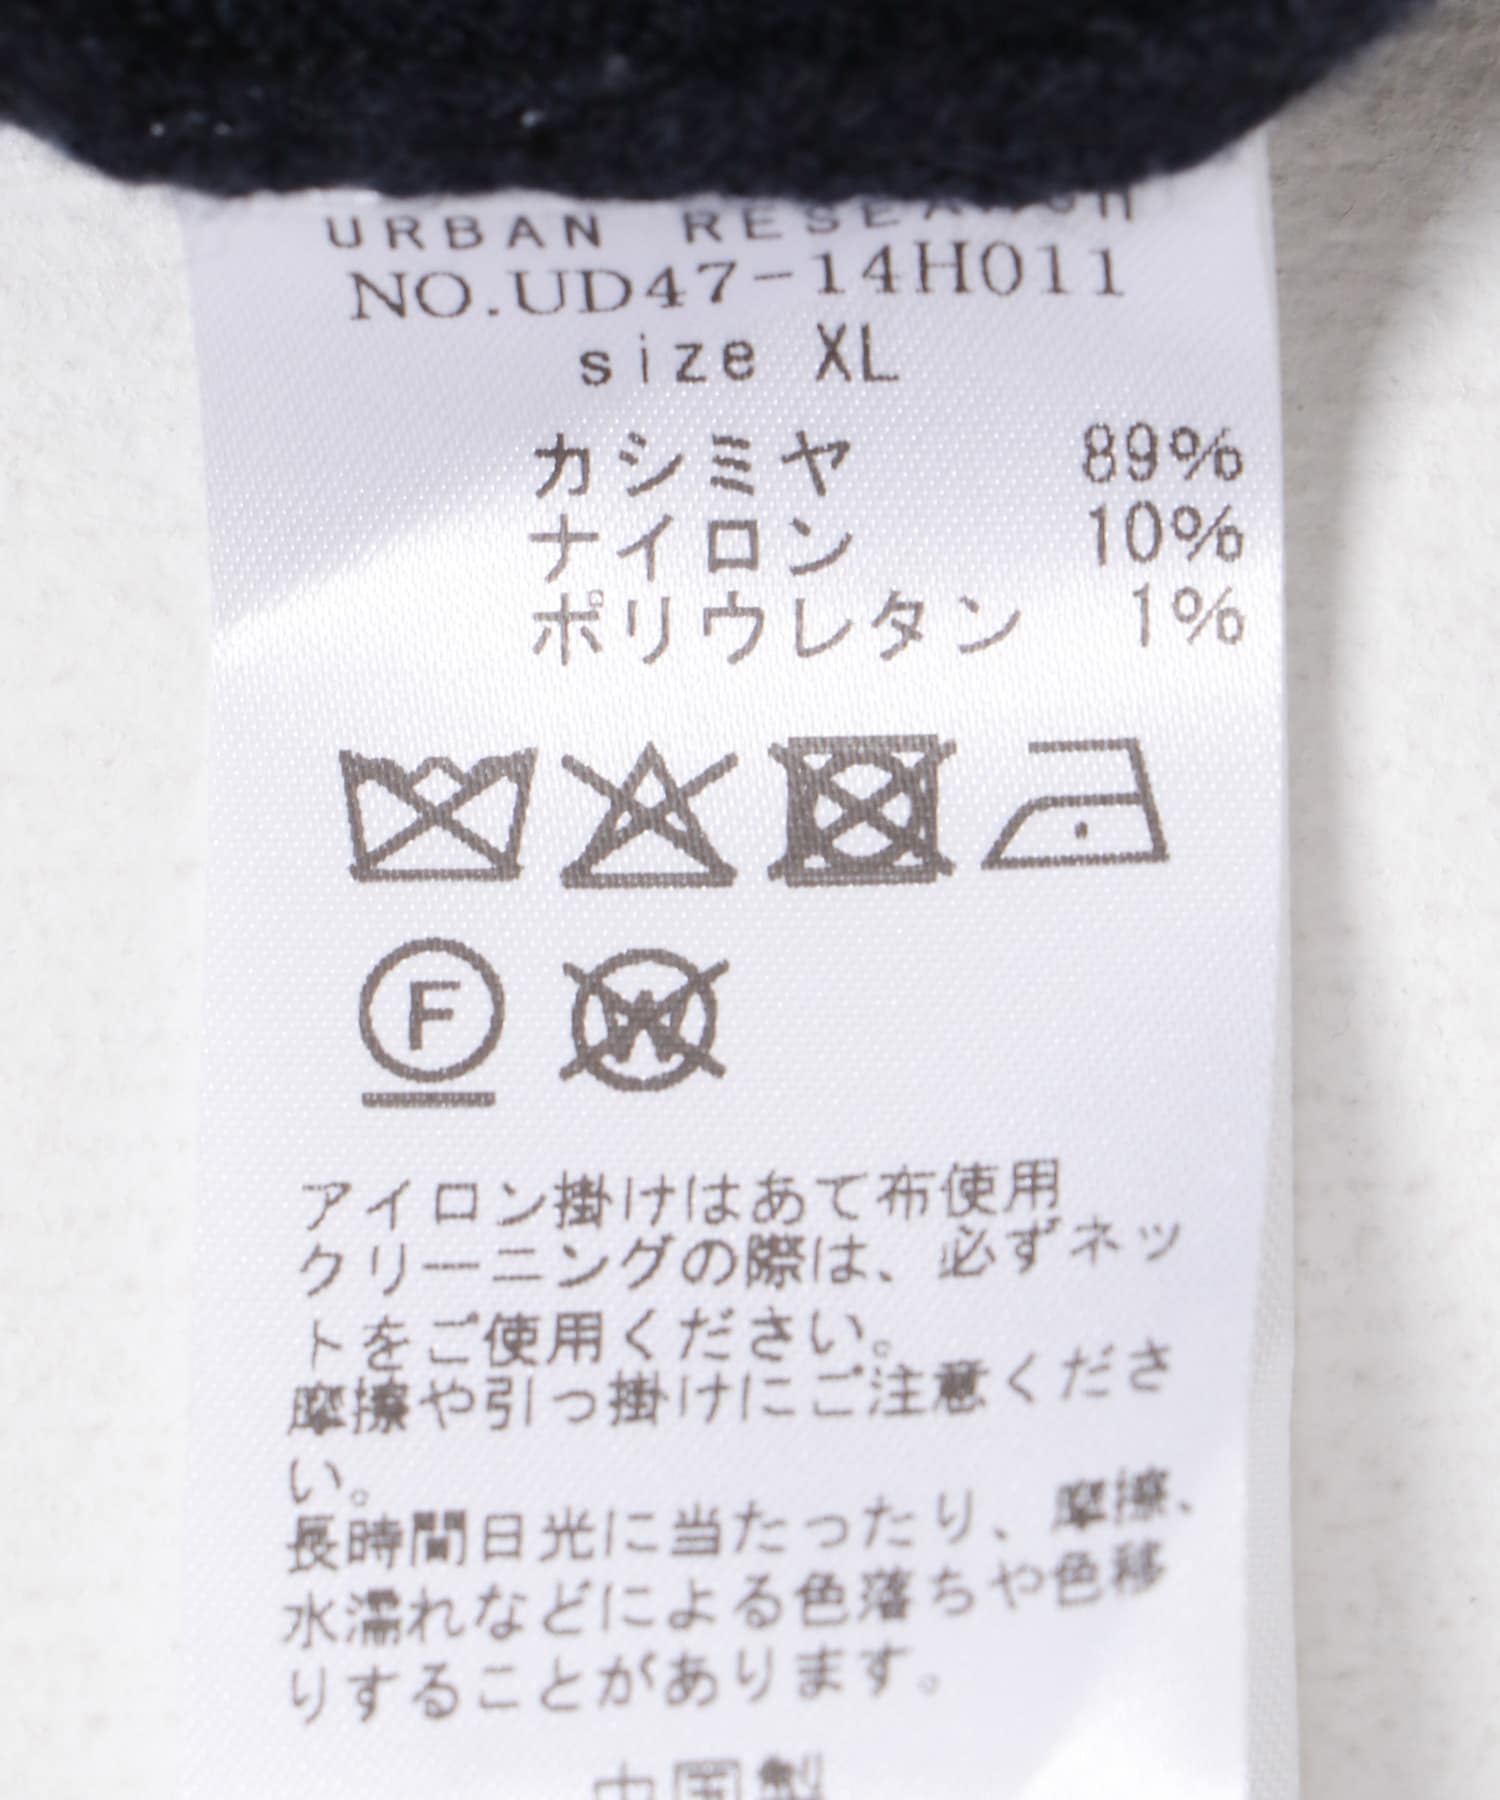 URBAN RESEARCH
NO.UD47-14H011
size XL
カシミヤ 89%
ナイロン 10%
ポリウレタン 1%
F
W
アイロン掛けはあて布使用
クリーニングの際は、必ずネッ
トをご使用ください。
摩擦や引っ掛けにご注意くださ
い。
長時間日光に当たったり、摩擦、
水濡れなどによる色落ちや色移
りすることがあります。
中国製